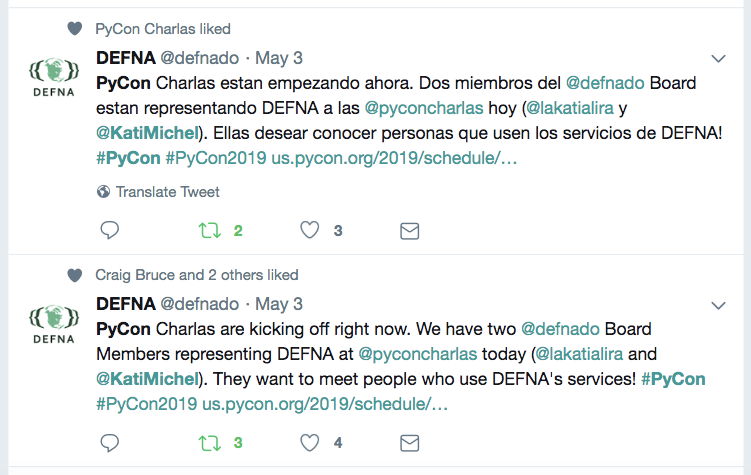 PyCon Charlas liked
DEFNA @defnado · May 3
DEFNA
PyCon Charlas estan empezando ahora. Dos miembros del @defnado Board
estan representando DEFNA a las @pyconcharlas hoy (@lakatialira y
@KatiMichel). Ellas desear conocer personas que usen los servicios de DEFNA!
#PyCon #PyCon2019 us.pycon.org/2019/schedule/…
Translate Tweet
2 3
Craig Bruce and 2 others liked
DEFNA @defnado · May 3
DEFNA
PyCon Charlas are kicking off right now. We have two @defnado Board
Members representing DEFNA at @pyconcharlas today (@lakatialira and
@KatiMichel). They want to meet people who use DEFNA's services! #PyCon
#PyCon2019 us.pycon.org/2019/schedule/…
3 4